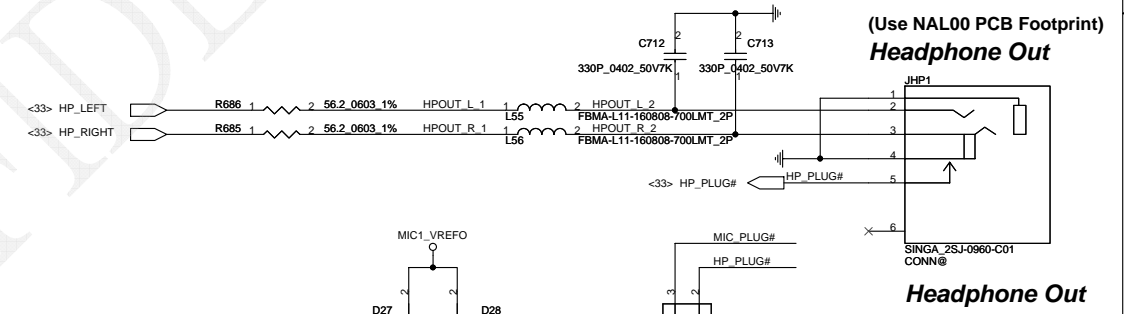 (Use NAL00 PCB Footprint)
Headphone Out
C712
2
1
330P_0402_50V7K
C713
2
1
330P_0402_50V7K
JHP1
<33> HP_LEFT
R686 1 2 56.2_0603_1%
HPOUT_L_1
1 2
L55
HPOUT_L_2
FBMA-L11-160808-700LMT_2P
<33> HP_RIGHT
R685 1 2 56.2_0603_1%
HPOUT_R_1
1 2
L56
HPOUT_R_2
FBMA-L11-160808-700LMT_2P
1
2
3
4
5
6
<33> HP_PLUG#
HP_PLUG#
SINGA_2SJ-0960-C01
CONN@
Headphone Out
MIC1_VREFO
2
2
D27
D28
MIC_PLUG#
HP_PLUG#
3
2